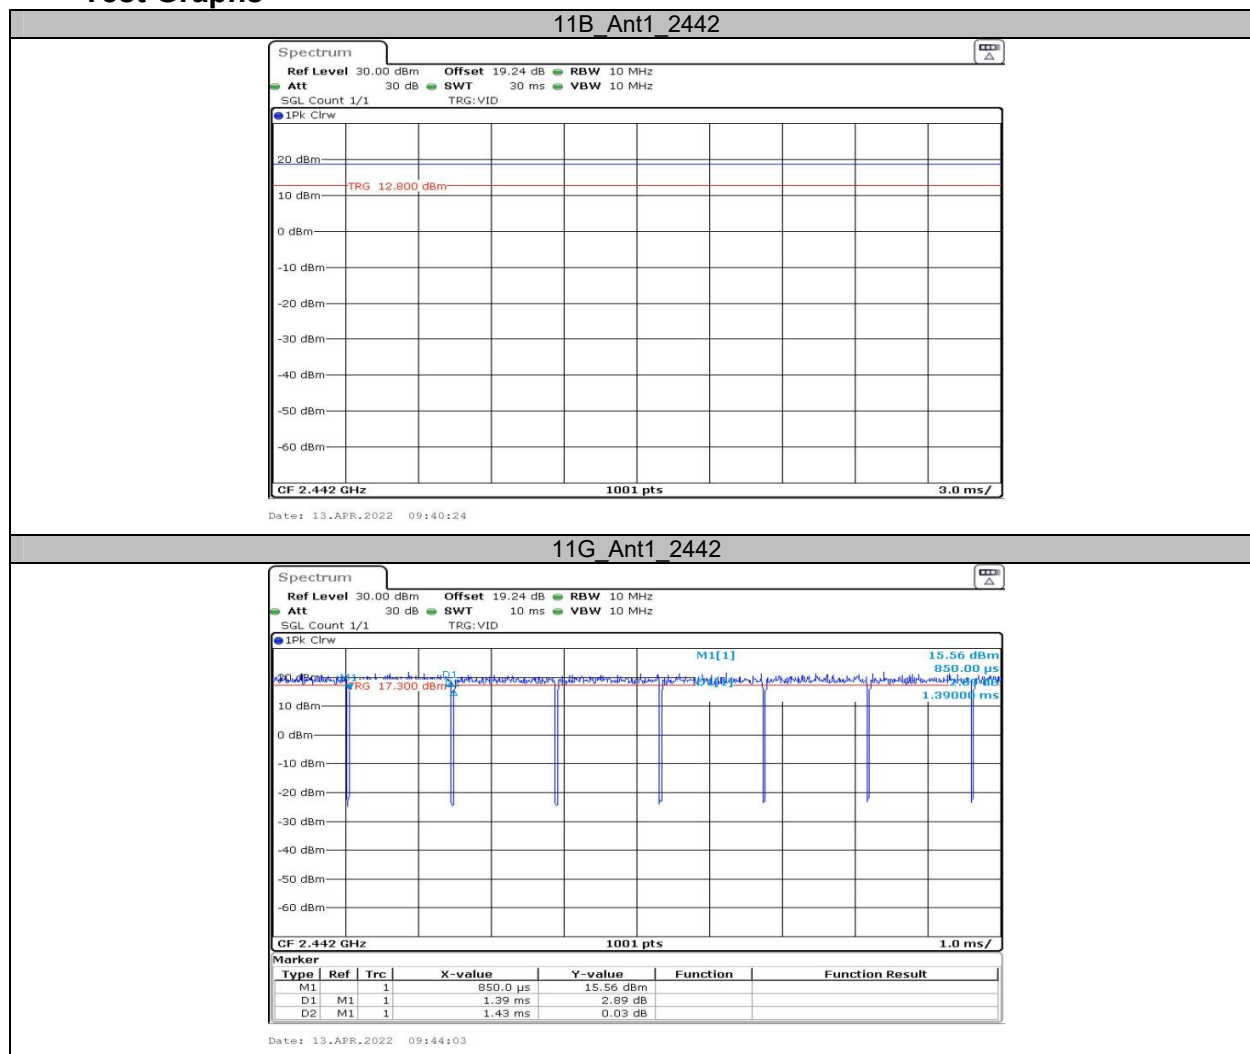 11B_Ant1_2442
Spectrum
Ref Level 30.00 dBm Offset 19.24 dB RBW 10 MHz
Att 30 dB SWT 30 ms VBW 10 MHz
SGL Count 1/1 TRG:VID
1Pk Clrw
20 dBm
TRG 12.800 dBm
10 dBm
0 dBm
-10 dBm
-20 dBm
-30 dBm
-40 dBm
-50 dBm
-60 dBm
CF 2.442 GHz 1001 pts 3.0 ms/
Date: 13.APR.2022 09:40:24
11G_Ant1_2442
Spectrum
Ref Level 30.00 dBm Offset 19.24 dB RBW 10 MHz
Att 30 dB SWT 10 ms VBW 10 MHz
SGL Count 1/1 TRG:VID
1Pk Clrw
M1[1] 15.56 dBm
850.00 µs
D1
TRG 17.300 dBm
1.39000 ms
10 dBm
0 dBm
-10 dBm
-20 dBm
-30 dBm
-40 dBm
-50 dBm
-60 dBm
CF 2.442 GHz 1001 pts 1.0 ms/
Marker
Type Ref Trc X-value Y-value Function Function Result
M1 1 850.0 µs 15.56 dBm
D1 M1 1 1.39 ms 2.89 dB
D2 M1 1 1.43 ms 0.03 dB
Date: 13.APR.2022 09:44:03